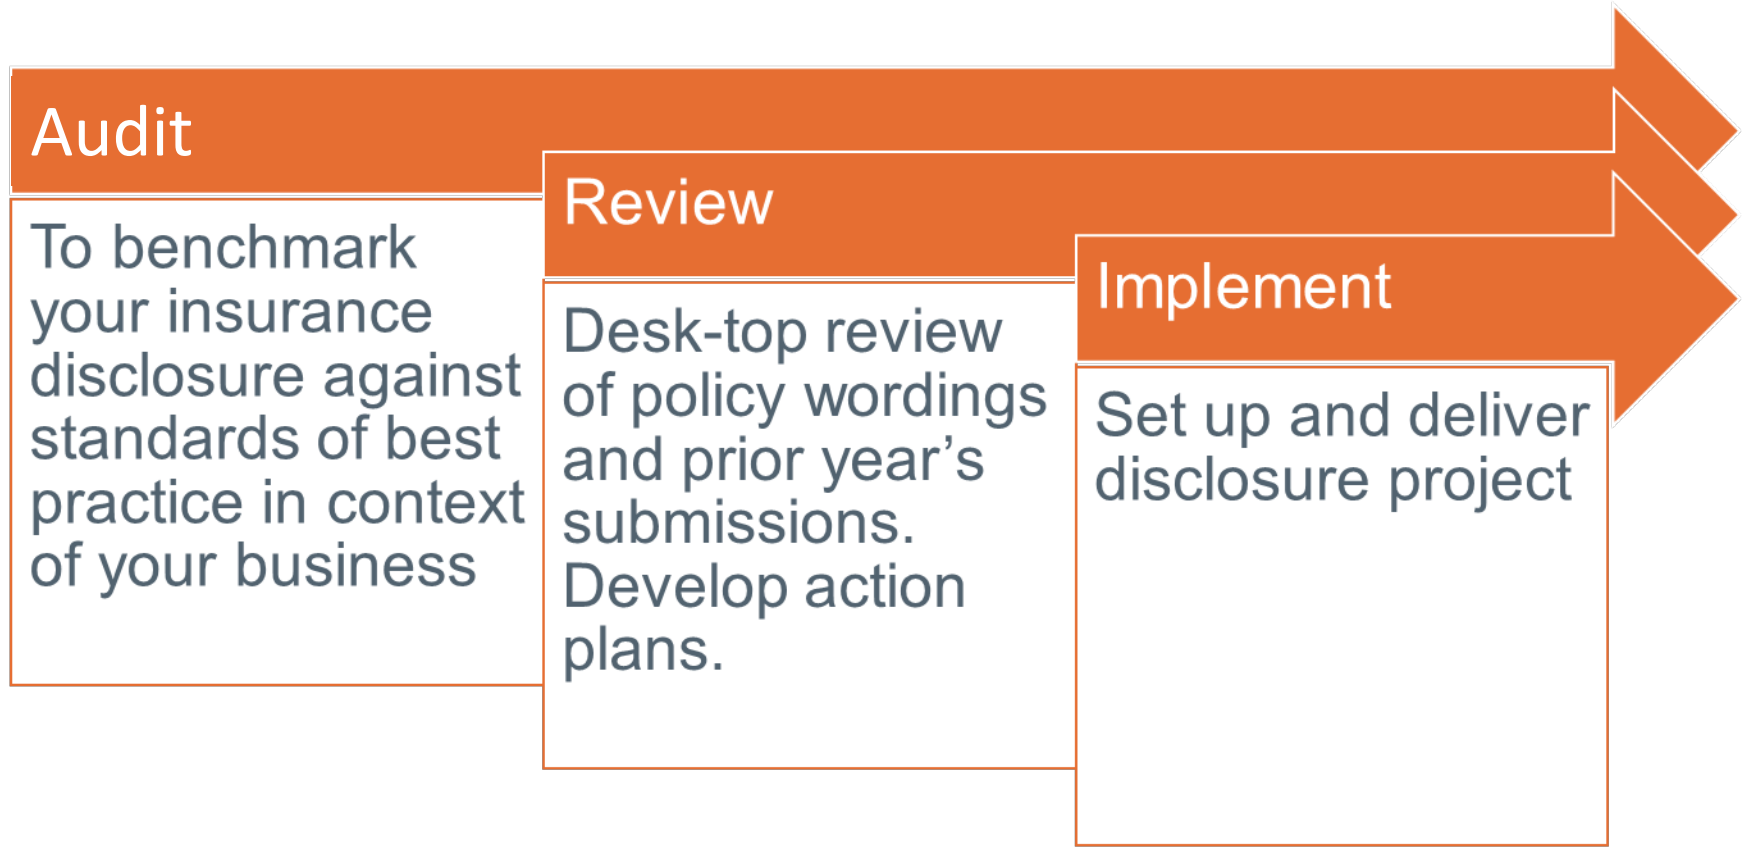 Audit
To benchmark
your insurance
disclosure against
standards of best
practice in context
of your business
Review
Desk-top review
of policy wordings
and prior year’s
submissions.
Develop action
plans.
Implement
Set up and deliver
disclosure project